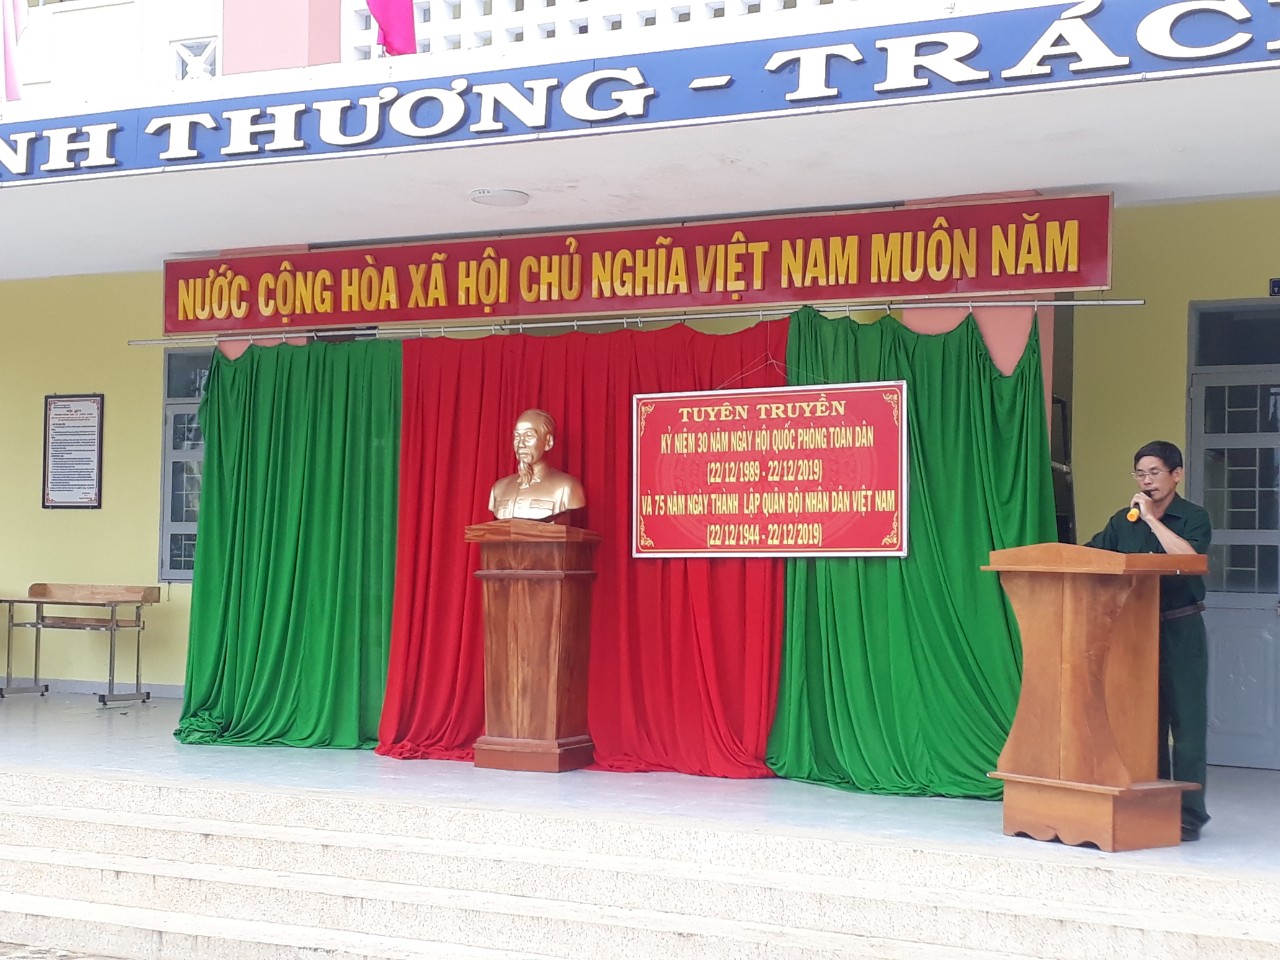 NH THƯƠNG - TRÁC
NƯỚC CỘNG HÒA XÃ HỘI CHỦ NGHĨA VIỆT NAM MUÔN NĂM
TUYÊN TRUYỀN
KỶ NIỆM 30 NĂM NGÀY HỘI QUỐC PHÒNG TOÀN DÂN
(22/12/1989 - 22/12/2019)
VÀ 75 NĂM NGÀY THÀNH LẬP QUÂN ĐỘI NHÂN DÂN VIỆT NAM
(22/12/1944 - 22/12/2019)